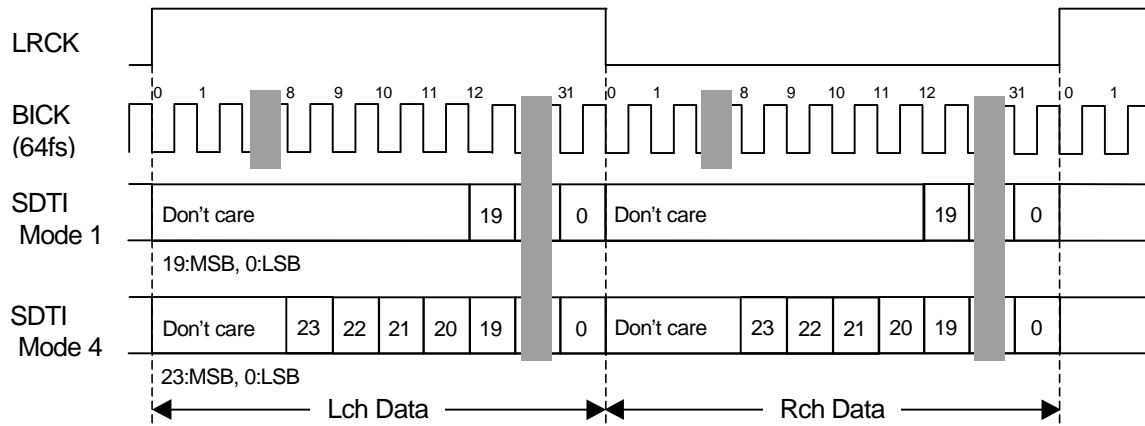 LRCK
BICK
(64fs)
0 1 8 9 10 11 12 31 0 1 8 9 10 11 12 31 0 1
SDTI
Mode 1
Don't care 19 0 Don't care 19 0
19:MSB, 0:LSB
SDTI
Mode 4
Don't care 23 22 21 20 19 0 Don't care 23 22 21 20 19 0
23:MSB, 0:LSB
Lch Data Rch Data